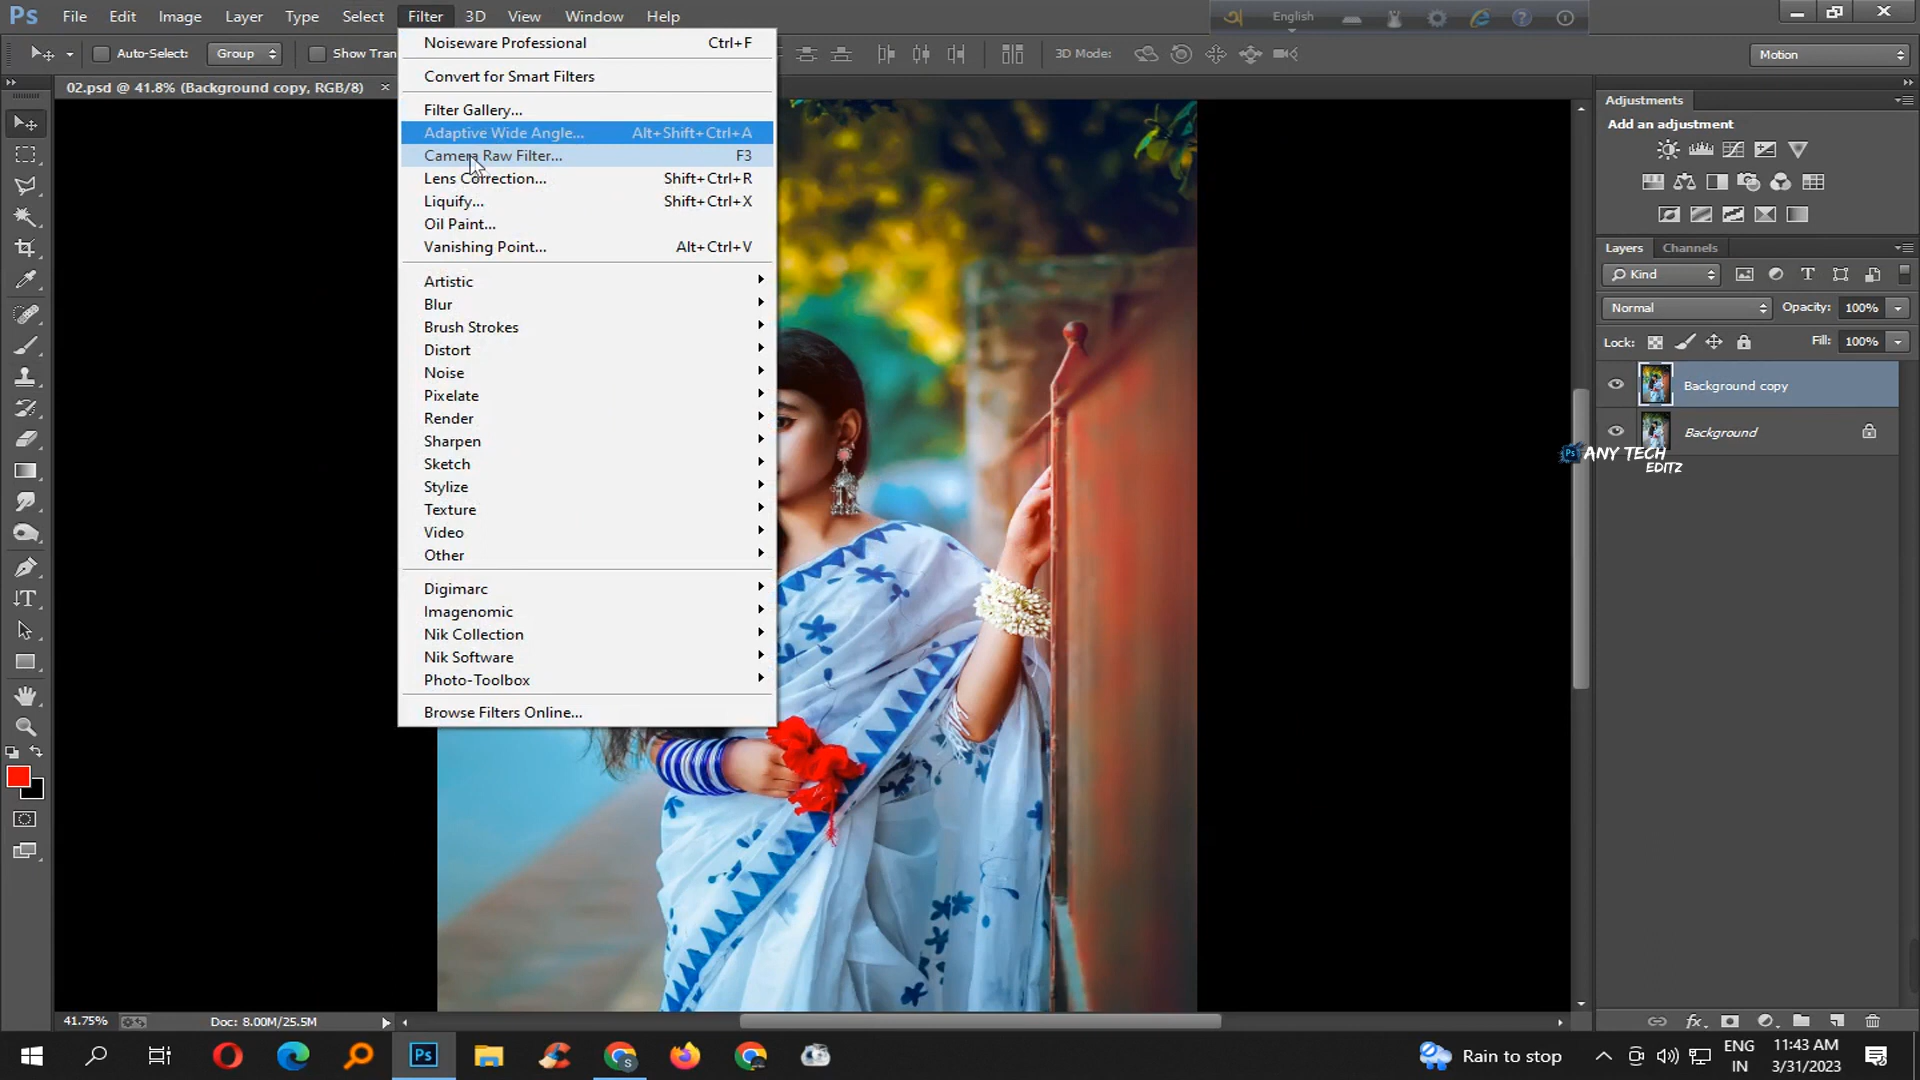 Ps File Edit Image Layer Type Select Filter 3D View Window Help
English
Auto-Select: Group Show Tran
3D Mode:
Motion
02.psd @ 41.8% (Background copy, RGB/8) ×
Noiseware Professional Ctrl+F
Convert for Smart Filters
Filter Gallery...
Adaptive Wide Angle... Alt+Shift+Ctrl+A
Camera Raw Filter... F3
Lens Correction... Shift+Ctrl+R
Liquify... Shift+Ctrl+X
Oil Paint...
Vanishing Point... Alt+Ctrl+V
Artistic
Blur
Brush Strokes
Distort
Noise
Pixelate
Render
Sharpen
Sketch
Stylize
Texture
Video
Other
Digimarc
Imagenomic
Nik Collection
Nik Software
Photo-Toolbox
Browse Filters Online...
Adjustments
Add an adjustment
Layers Channels
Kind
Normal Opacity: 100%
Lock: Fill: 100%
Background copy
Background
Ps ANY TECH
EDITZ
41.75% Doc: 8.00M/25.5M
fx
Ps
S
Rain to stop
ENG
IN
11:43 AM
3/31/2023